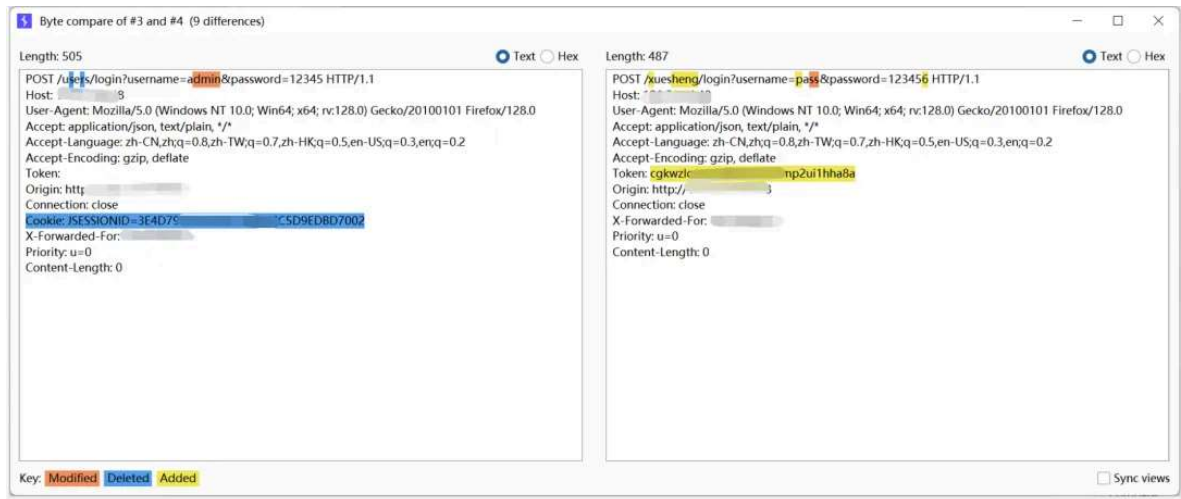 Byte compare of #3 and #4 (9 differences)
Length: 505
Text
Hex
POST /users/login?username=admin&password=12345 HTTP/1.1
Host:
User-Agent: Mozilla/5.0 (Windows NT 10.0; Win64; x64; rv:128.0) Gecko/20100101 Firefox/128.0
Accept: application/json, text/plain, */*
Accept-Language: zh-CN,zh;q=0.8,zh-TW;q=0.7,zh-HK;q=0.5,en-US;q=0.3,en;q=0.2
Accept-Encoding: gzip, deflate
Token:
Origin: http
Connection: close
Cookie: JSESSIONID=3E4D79 C5D9EDBD7002
X-Forwarded-For:
Priority: u=0
Content-Length: 0
Length: 487
Text
Hex
POST /xuesheng/login?username=pass&password=123456 HTTP/1.1
Host:
User-Agent: Mozilla/5.0 (Windows NT 10.0; Win64; x64; rv:128.0) Gecko/20100101 Firefox/128.0
Accept: application/json, text/plain, */*
Accept-Language: zh-CN,zh;q=0.8,zh-TW;q=0.7,zh-HK;q=0.5,en-US;q=0.3,en;q=0.2
Accept-Encoding: gzip, deflate
Token: cgkwzl np2ui1hha8a
Origin: http://
Connection: close
X-Forwarded-For:
Priority: u=0
Content-Length: 0
Key: Modified Deleted Added
Sync views